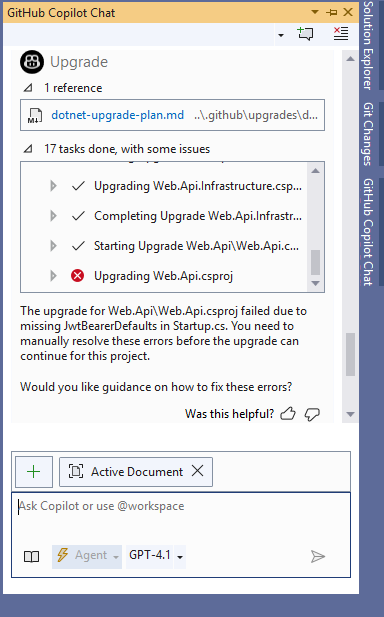 GitHub Copilot Chat
Upgrade
1 reference
dotnet-upgrade-plan.md ..\.github\upgrades\d...
17 tasks done, with some issues
Upgrading Web.Api.Infrastructure.csp...
Completing Upgrade Web.Api.Infrastr...
Starting Upgrade Web.Api\Web.Api.c...
Upgrading Web.Api.csproj
The upgrade for Web.Api\Web.Api.csproj failed due to
missing JwtBearerDefaults in Startup.cs. You need to
manually resolve these errors before the upgrade can
continue for this project.
Would you like guidance on how to fix these errors?
Was this helpful?
Active Document
Ask Copilot or use @workspace
Agent
GPT-4.1
Solution Explorer
Git Changes
GitHub Copilot Chat